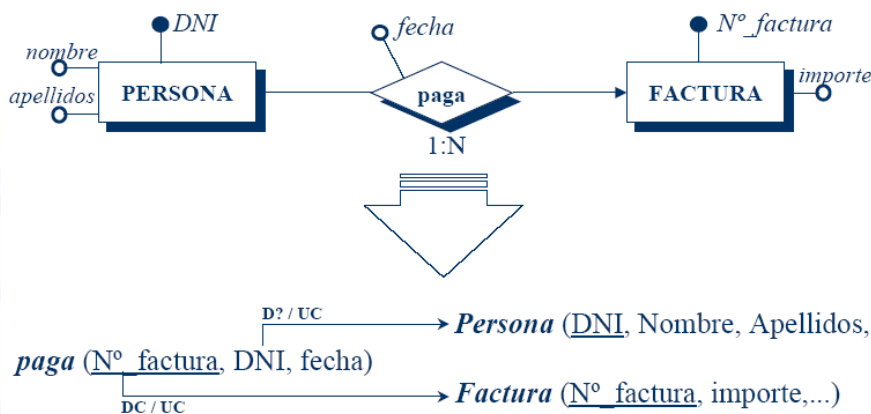 DNI
fecha
Nº_factura
nombre
apellidos
PERSONA
paga
FACTURA
importe
1:N
D? / UC
Persona (DNI, Nombre, Apellidos,
paga (Nº_factura, DNI, fecha)
Factura (Nº_factura, importe,...)
DC / UC